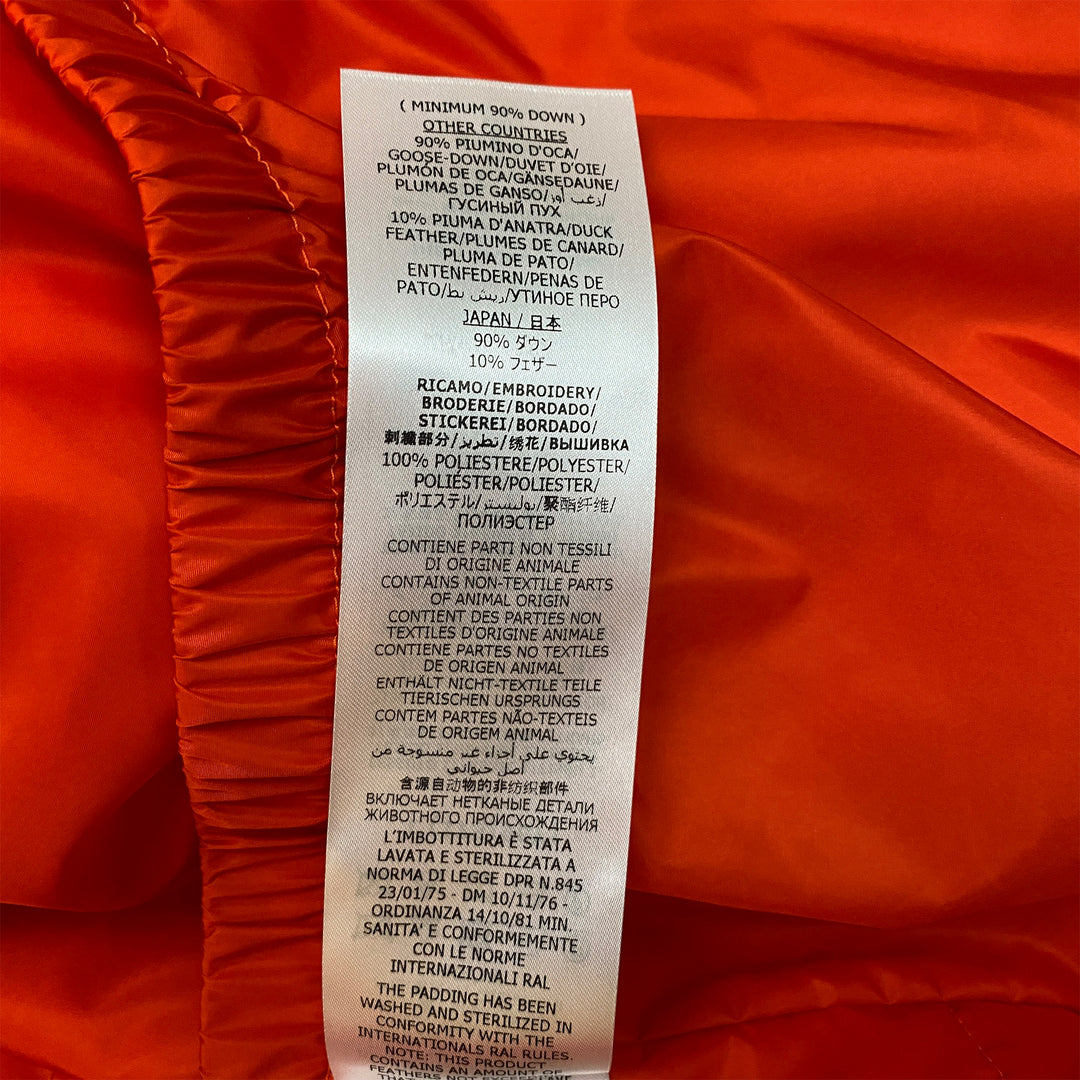 ( MINIMUM 90% DOWN )
OTHER COUNTRIES
90% PIUMINO D'OCA/
GOOSE-DOWN/DUVET D'OIE/
PLUMÓN DE OCA/GÄNSEDAUNE/
PLUMAS DE GANSO/زغب أوز/
ГУСИНЫЙ ПУХ
10% PIUMA D'ANATRA/DUCK
FEATHER/PLUMES DE CANARD/
PLUMA DE PATO/
ENTENFEDERN/PENAS DE
PATO/ريش بط/УТИНОЕ ПЕРО
JAPAN / 日本
90% ダウン
10% フェザー
RICAMO/EMBROIDERY/
BRODERIE/BORDADO/
STICKEREI/BORDADO/
刺繍部分/تطريز/绣花/ВЫШИВКА
100% POLIESTERE/POLYESTER/
POLIÉSTER/POLIESTER/
ポリエステル/بوليستر/聚酯纤维/
ПОЛИЭСТЕР
CONTIENE PARTI NON TESSILI
DI ORIGINE ANIMALE
CONTAINS NON-TEXTILE PARTS
OF ANIMAL ORIGIN
CONTIENT DES PARTIES NON
TEXTILES D'ORIGINE ANIMALE
CONTIENE PARTES NO TEXTILES
DE ORIGEN ANIMAL
ENTHÄLT NICHT-TEXTILE TEILE
TIERISCHEN URSPRUNGS
CONTEM PARTES NÃO-TEXTEIS
DE ORIGEM ANIMAL
يحتوي على أجزاء غير منسوجة من
أصل حيواني
含源自动物的非纺织部件
ВКЛЮЧАЕТ НЕТКАНЫЕ ДЕТАЛИ
ЖИВОТНОГО ПРОИСХОЖДЕНИЯ
L'IMBOTTITURA È STATA
LAVATA E STERILIZZATA A
NORMA DI LEGGE DPR N.845
23/01/75 - DM 10/11/76 -
ORDINANZA 14/10/81 MIN.
SANITA' E CONFORMEMENTE
CON LE NORME
INTERNAZIONALI RAL
THE PADDING HAS BEEN
WASHED AND STERILIZED IN
CONFORMITY WITH THE
INTERNATIONALS RAL RULES.
NOTE: THIS PRODUCT
CONTAINS AN AMOUNT OF
FEATHERS NOT EXCEEDING